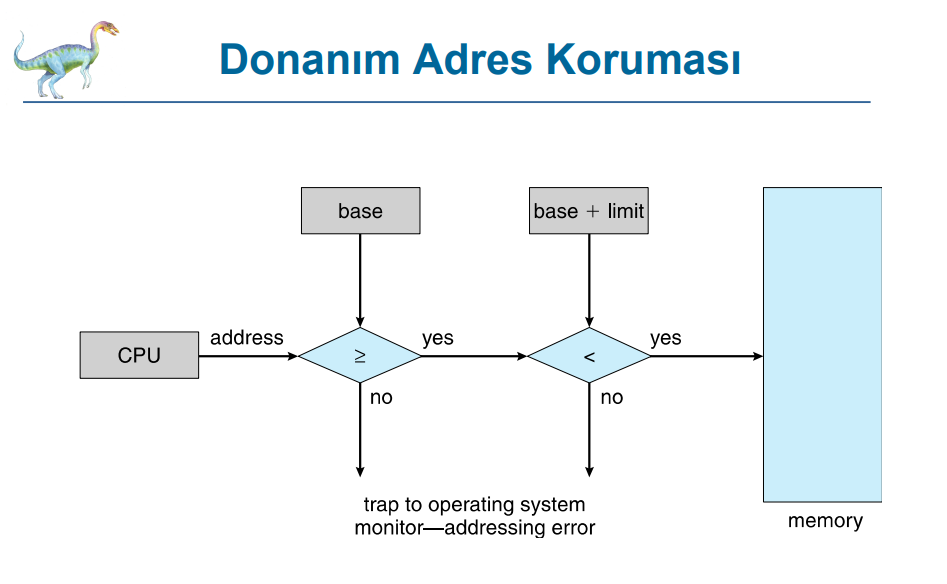 Donanım Adres Koruması
base
base + limit
CPU
address
≥
yes
<
yes
no
no
trap to operating system
monitor—addressing error
memory